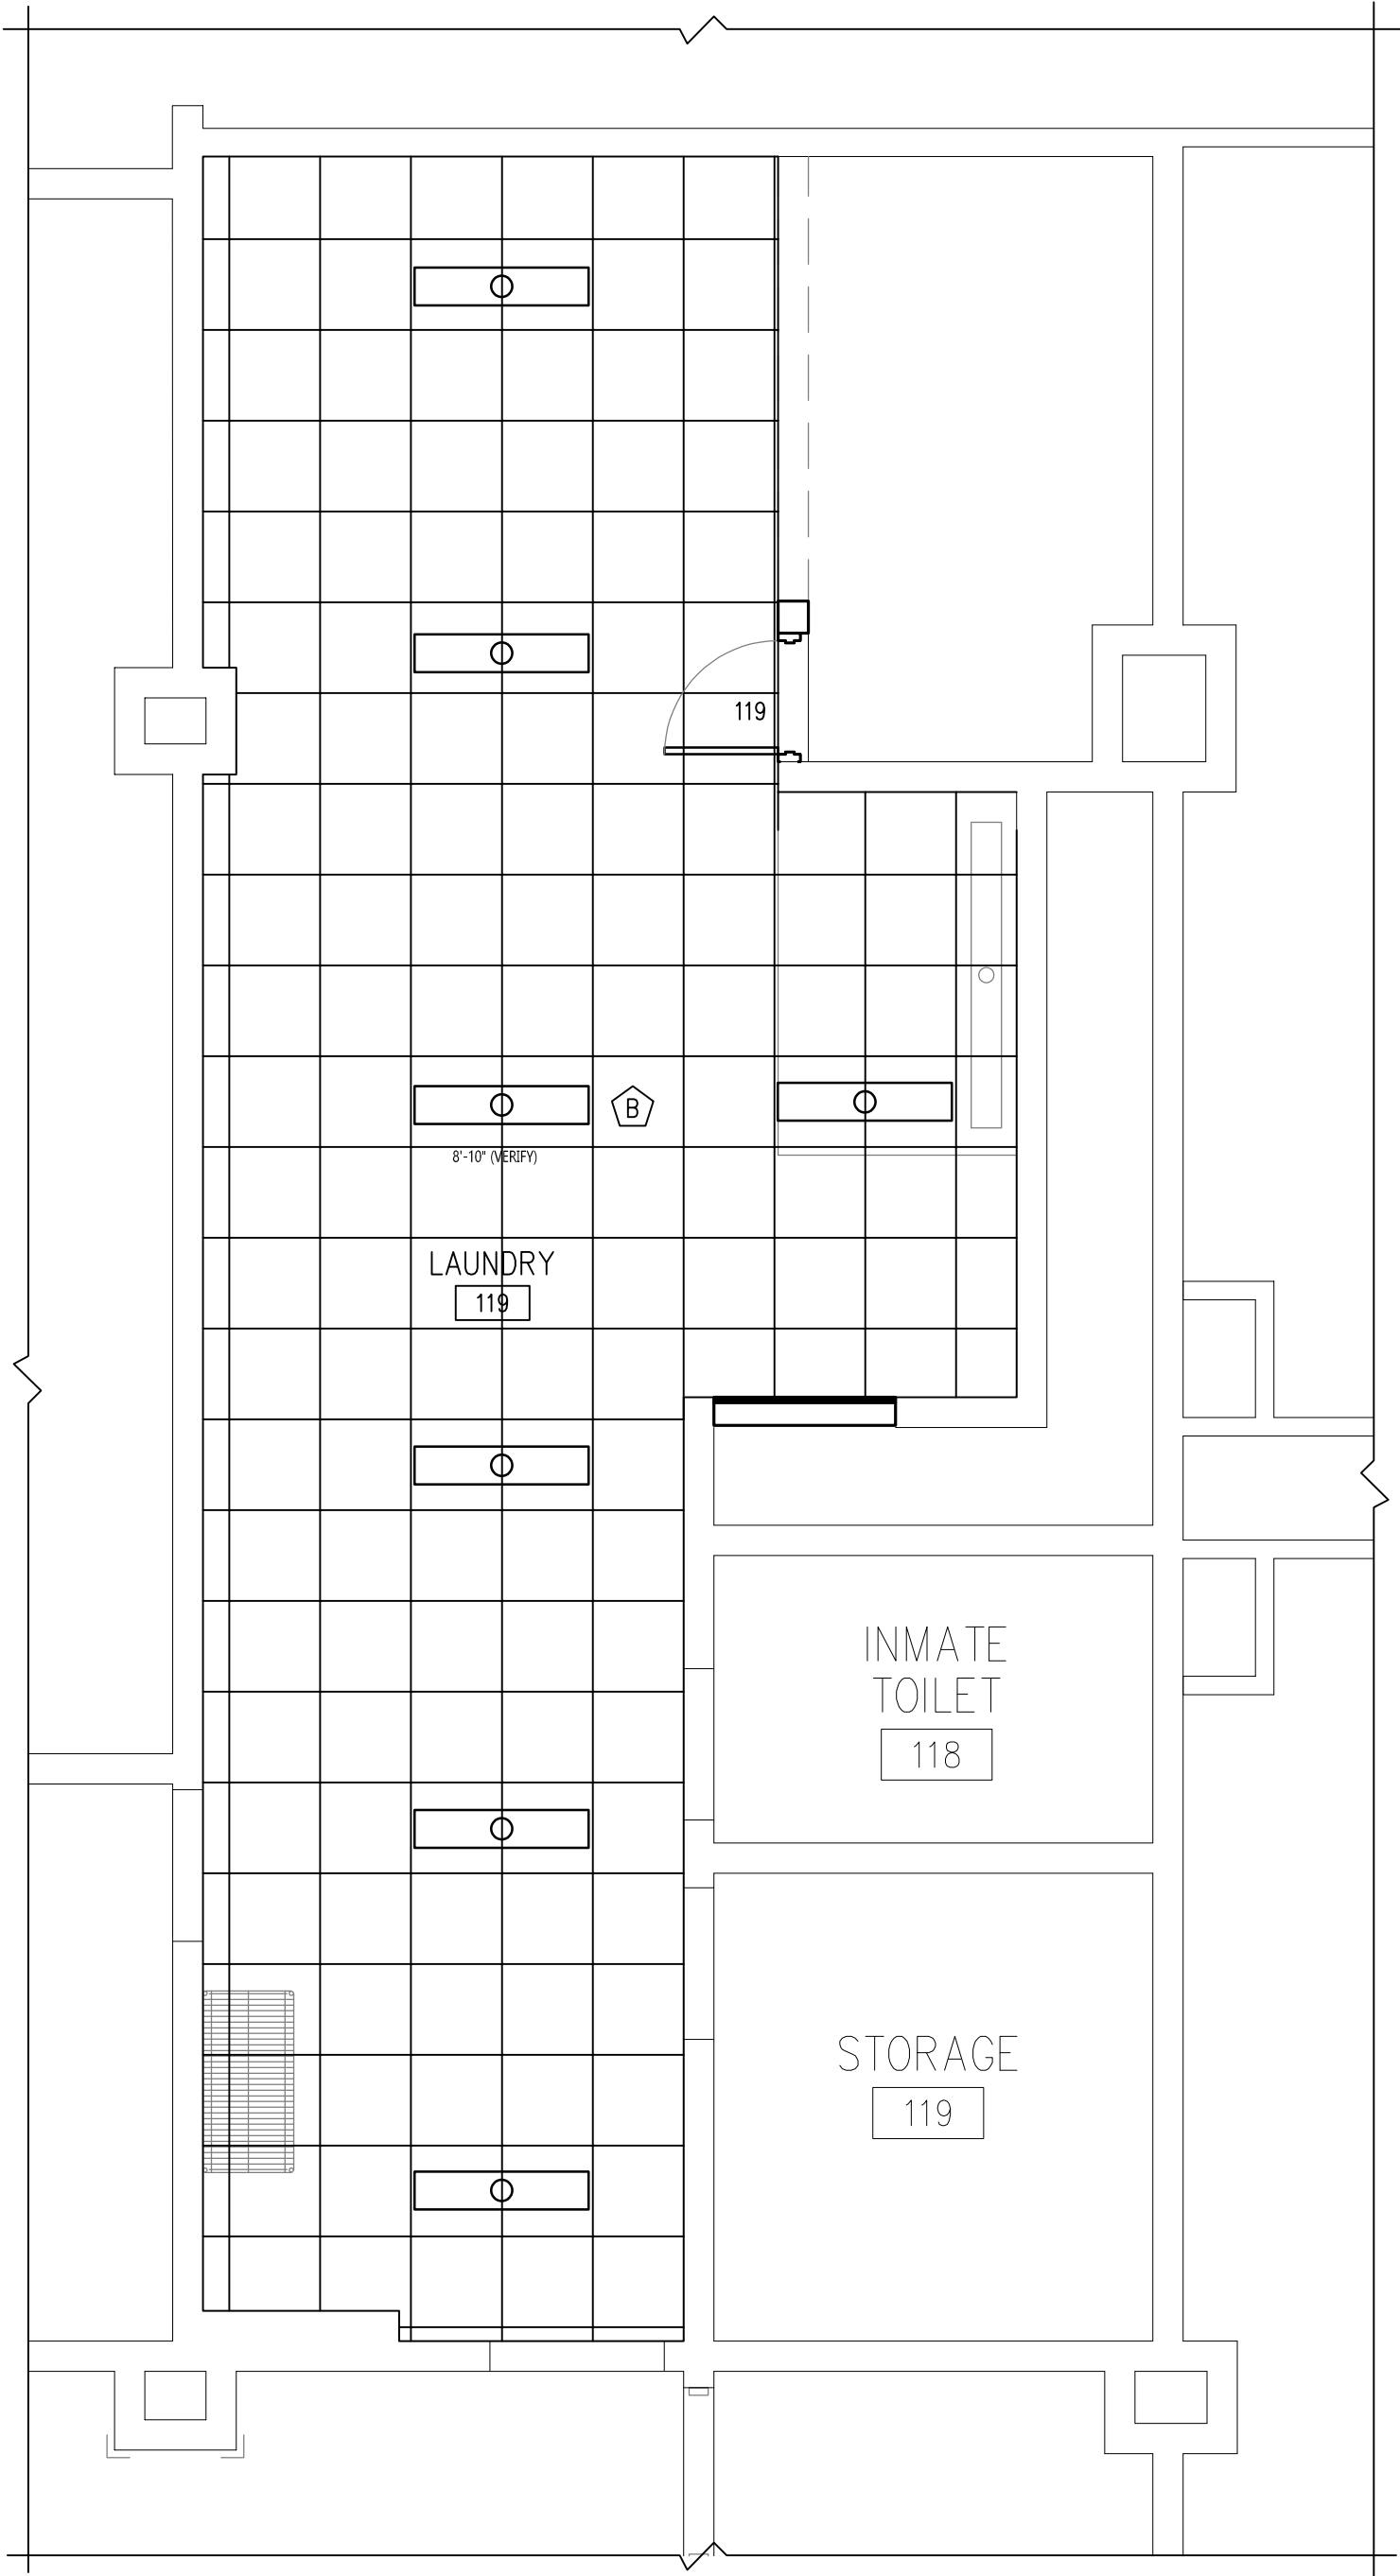 119
B
8'-10" (VERIFY)
LAUNDRY
119
INMATE
TOILET
118
STORAGE
119